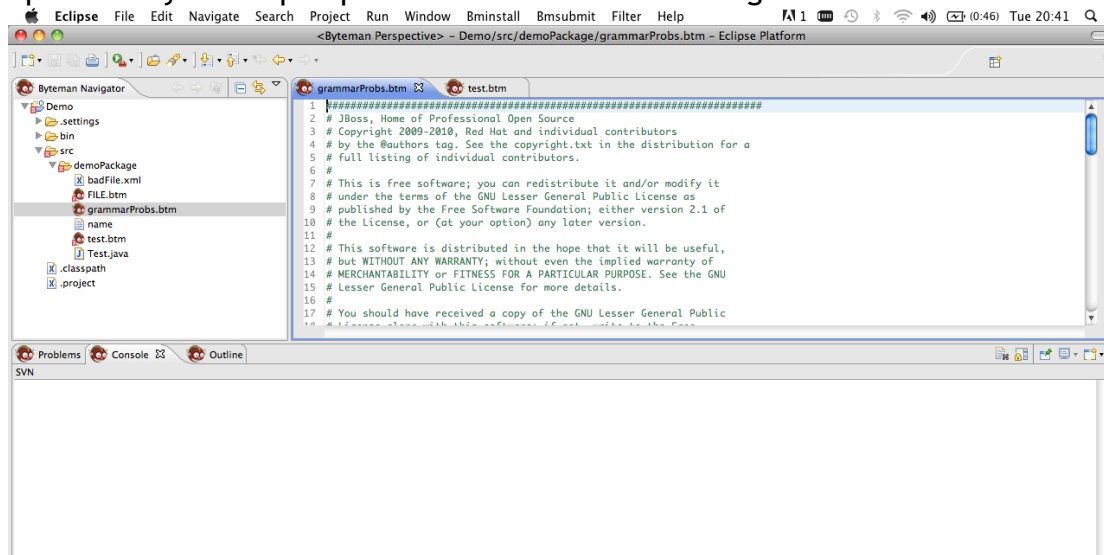 Eclipse File Edit Navigate Search Project Run Window Bminstall Bmsubmit Filter Help 1 (0:46) Tue 20:41
<Byteman Perspective> - Demo/src/demoPackage/grammarProbs.btm - Eclipse Platform
Byteman Navigator
Demo
.settings
bin
src
demoPackage
badFile.xml
FILE.btm
grammarProbs.btm
name
test.btm
Test.java
.classpath
.project
grammarProbs.btm test.btm
1 ########################################################################
2 # JBoss, Home of Professional Open Source
3 # Copyright 2009-2010, Red Hat and individual contributors
4 # by the @authors tag. See the copyright.txt in the distribution for a
5 # full listing of individual contributors.
6 #
7 # This is free software; you can redistribute it and/or modify it
8 # under the terms of the GNU Lesser General Public License as
9 # published by the Free Software Foundation; either version 2.1 of
10 # the License, or (at your option) any later version.
11 #
12 # This software is distributed in the hope that it will be useful,
13 # but WITHOUT ANY WARRANTY; without even the implied warranty of
14 # MERCHANTABILITY or FITNESS FOR A PARTICULAR PURPOSE. See the GNU
15 # Lesser General Public License for more details.
16 #
17 # You should have received a copy of the GNU Lesser General Public
Problems Console Outline
SVN